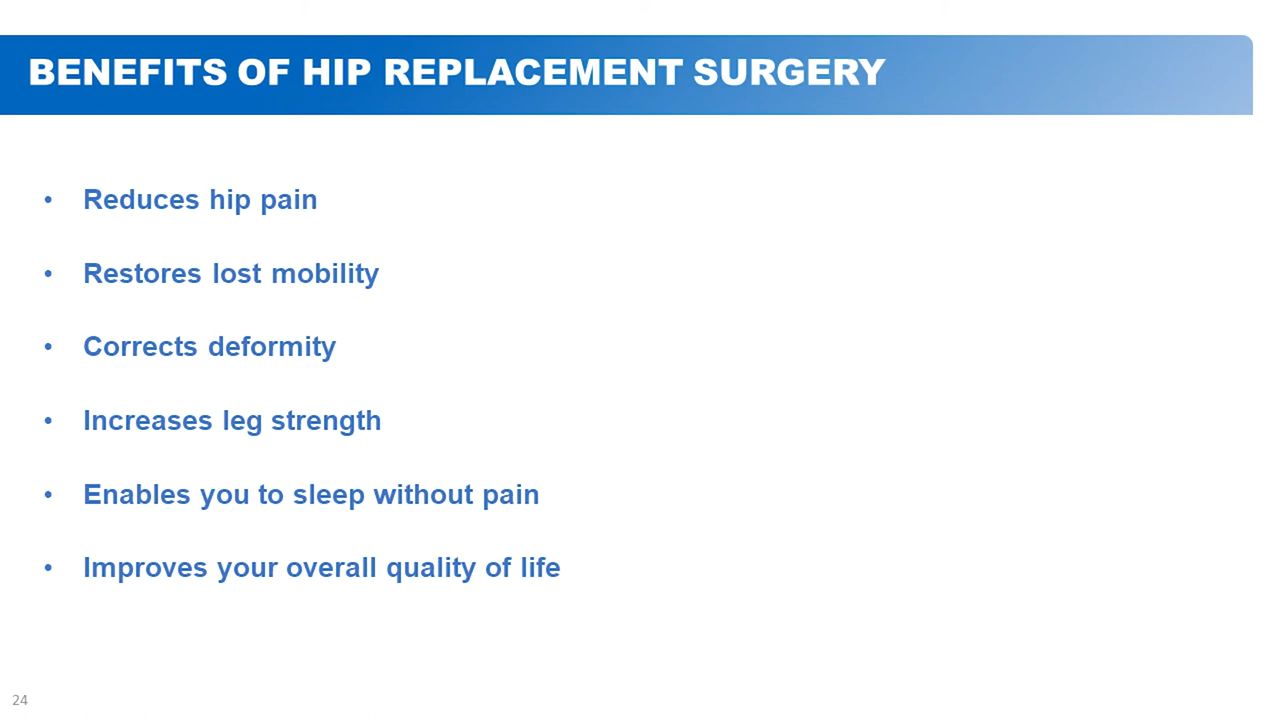 BENEFITS OF HIP REPLACEMENT SURGERY
• Reduces hip pain
• Restores lost mobility
• Corrects deformity
• Increases leg strength
• Enables you to sleep without pain
• Improves your overall quality of life
24